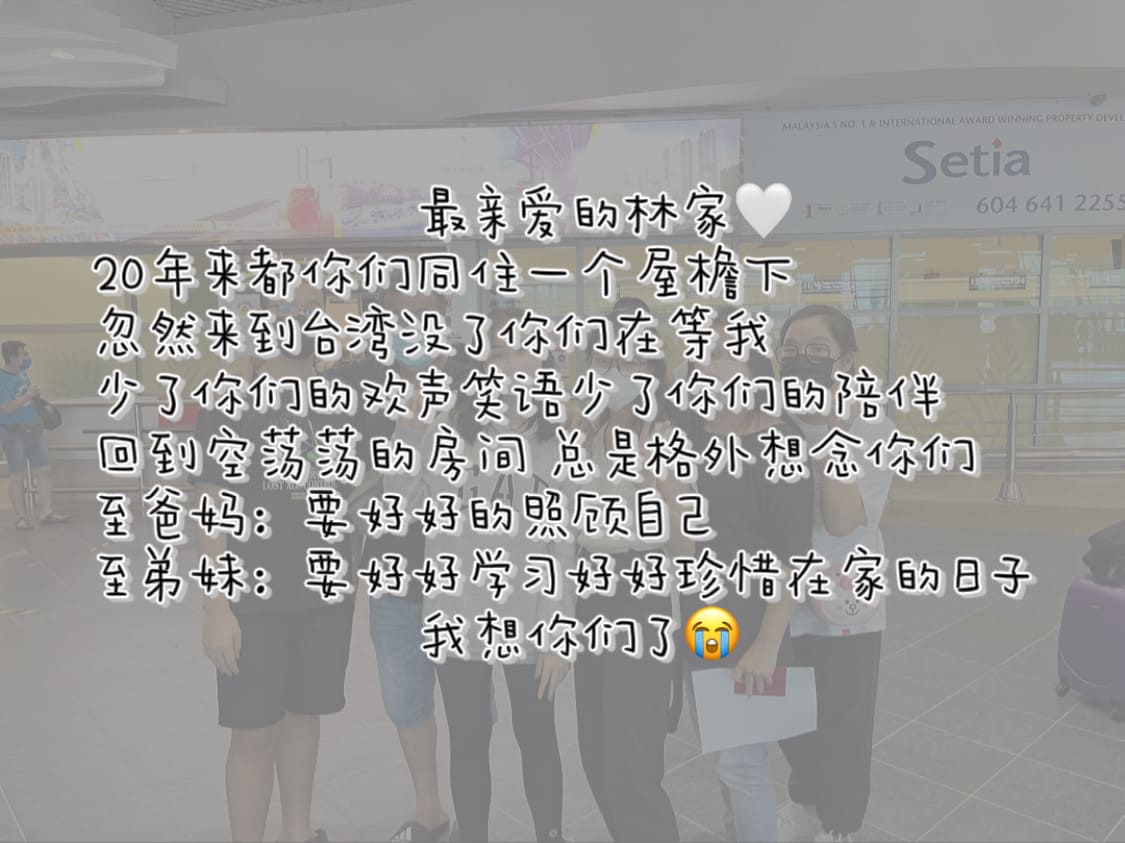 MALAYSIA'S NO. 1 & INTERNATIONAL AWARD WINNING PROPERTY DEVEL
Setia
604 641 2255
最亲爱的林家🤍
20年来都你们同住一个屋檐下
忽然来到台湾没了你们在等我
少了你们的欢声笑语少了你们的陪伴
回到空荡荡的房间 总是格外想念你们
至爸妈：要好好的照顾自己
至弟妹：要好好学习好好珍惜在家的日子
我想你们了😭